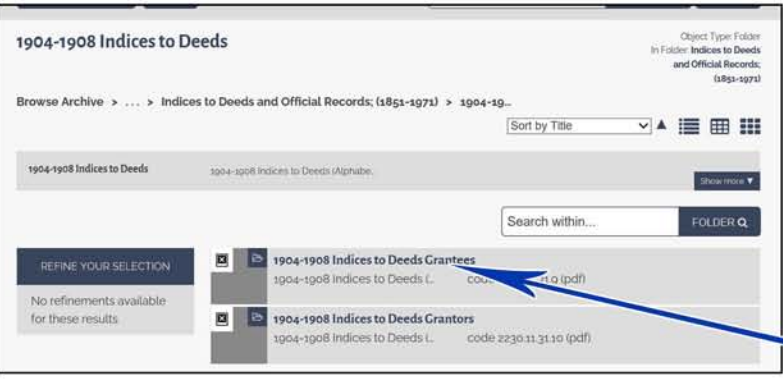 1904-1908 Indices to Deeds
Object Type: Folder
In Folder: Indices to Deeds
and Official Records;
(1851-1971)
Browse Archive > ... > Indices to Deeds and Official Records; (1851-1971) > 1904-19...
Sort by Title
1904-1908 Indices to Deeds
1904-1908 Indices to Deeds (Alphabe...
Show more ▼
Search within...
FOLDER
REFINE YOUR SELECTION
No refinements available
for these results
1904-1908 Indices to Deeds Grantees
1904-1908 Indices to Deeds (... code (pdf)
1904-1908 Indices to Deeds Grantors
1904-1908 Indices to Deeds (... code 2230.11.31.10 (pdf)